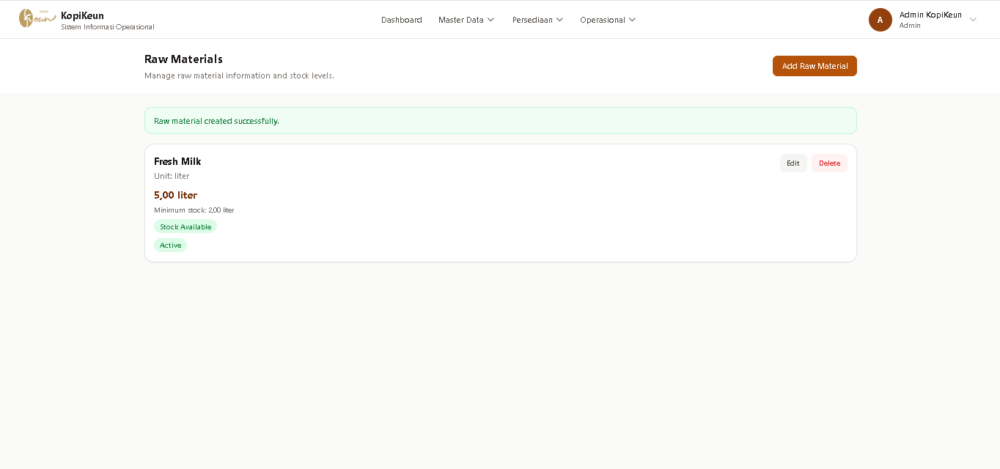 KopiKeun
Sistem Informasi Operasional
Dashboard
Master Data
Persediaan
Operasional
A
Admin KopiKeun
Admin
Raw Materials
Manage raw material information and stock levels.
Add Raw Material
Raw material created successfully.
Fresh Milk
Edit
Delete
Unit: liter
5,00 liter
Minimum stock: 2,00 liter
Stock Available
Active